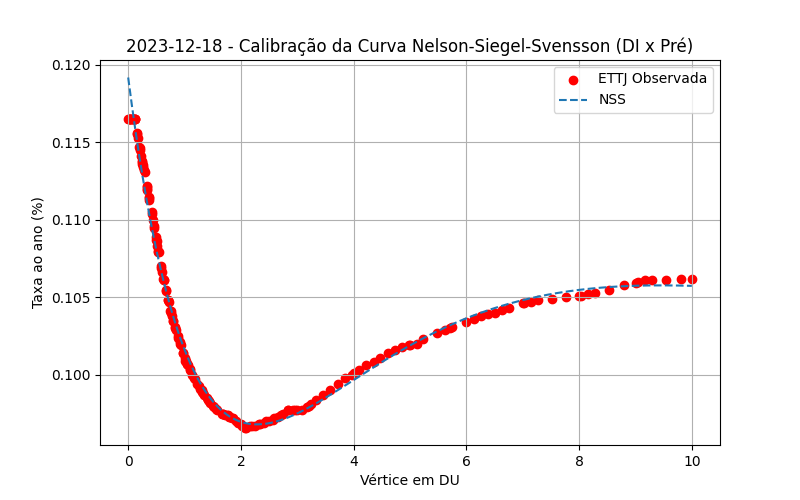 2023-12-18 - Calibração da Curva Nelson-Siegel-Svensson (DI x Pré)
ETTJ Observada
NSS
Taxa ao ano (%)
0.120
0.115
0.110
0.105
0.100
0 2 4 6 8 10
Vértice em DU